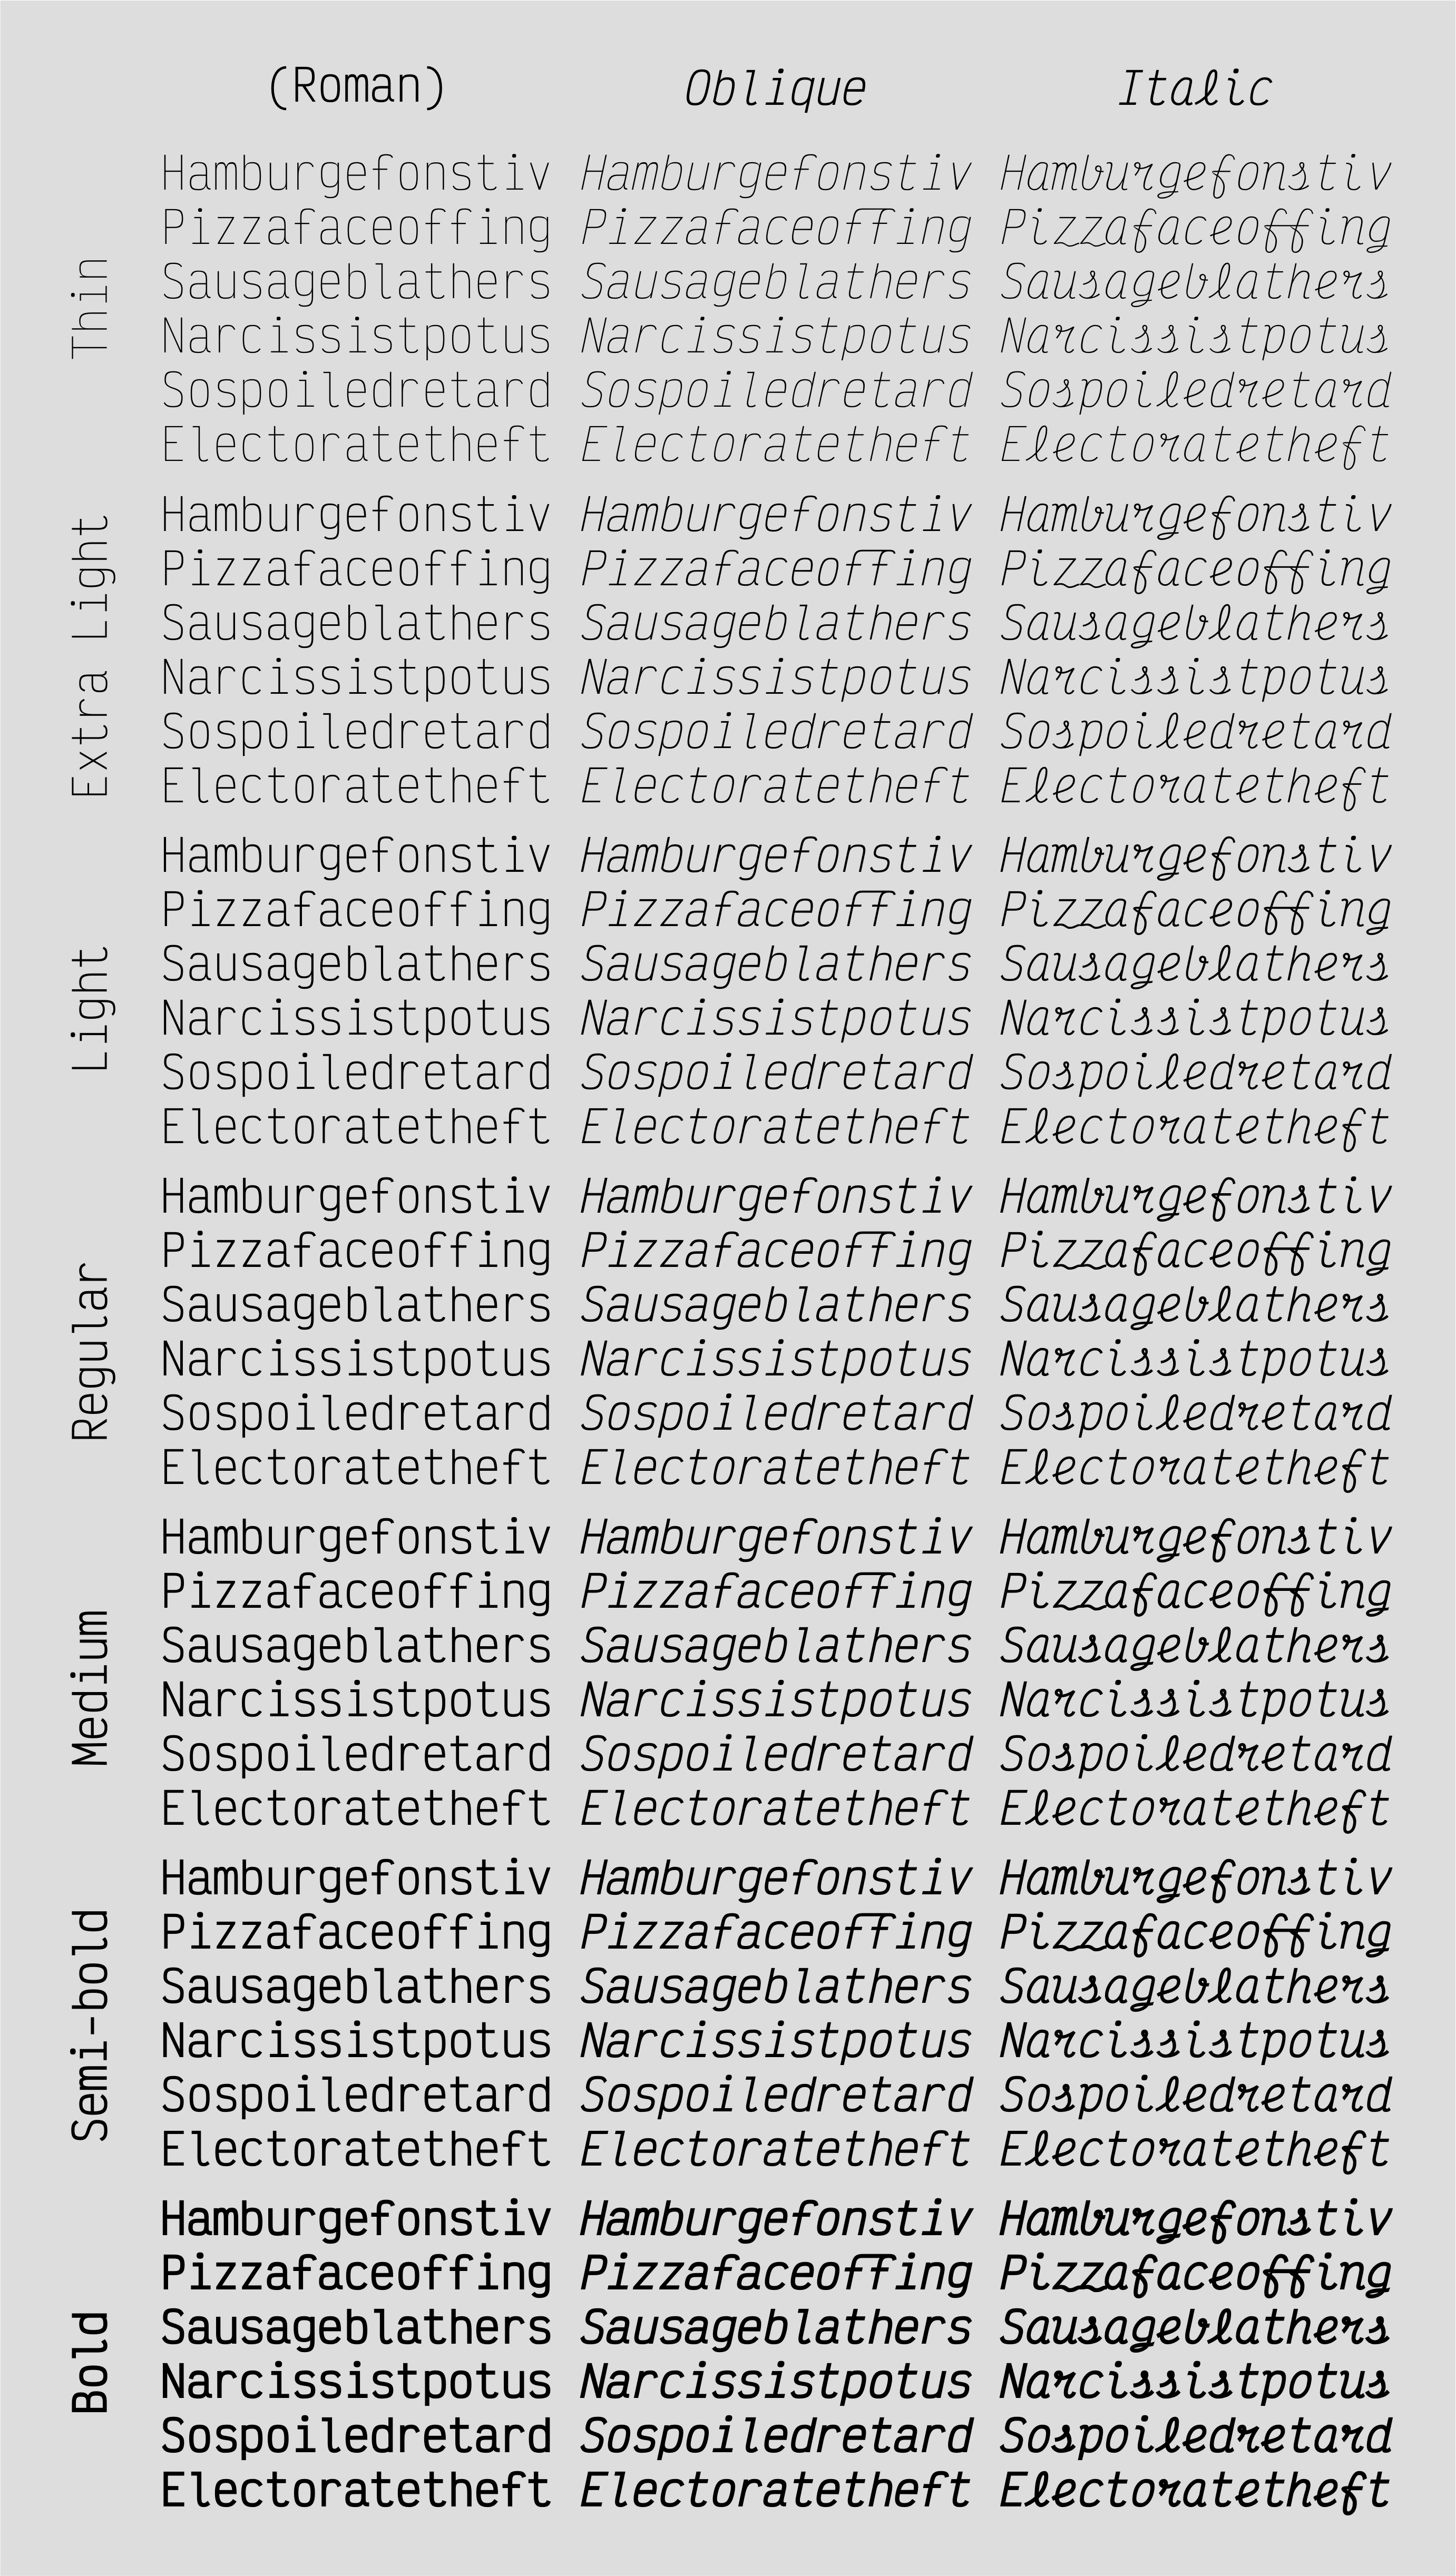 (Roman) Oblique Italic
Thin
Hamburgefonstiv Hamburgefonstiv Hamburgefonstiv
Pizzafaceoffing Pizzafaceoffing Pizzafaceoffing
Sausageblathers Sausageblathers Sausageblathers
Narcissistpotus Narcissistpotus Narcissistpotus
Sospoiledretard Sospoiledretard Sospoiledretard
Electoratetheft Electoratetheft Electoratetheft
Extra Light
Hamburgefonstiv Hamburgefonstiv Hamburgefonstiv
Pizzafaceoffing Pizzafaceoffing Pizzafaceoffing
Sausageblathers Sausageblathers Sausageblathers
Narcissistpotus Narcissistpotus Narcissistpotus
Sospoiledretard Sospoiledretard Sospoiledretard
Electoratetheft Electoratetheft Electoratetheft
Light
Hamburgefonstiv Hamburgefonstiv Hamburgefonstiv
Pizzafaceoffing Pizzafaceoffing Pizzafaceoffing
Sausageblathers Sausageblathers Sausageblathers
Narcissistpotus Narcissistpotus Narcissistpotus
Sospoiledretard Sospoiledretard Sospoiledretard
Electoratetheft Electoratetheft Electoratetheft
Regular
Hamburgefonstiv Hamburgefonstiv Hamburgefonstiv
Pizzafaceoffing Pizzafaceoffing Pizzafaceoffing
Sausageblathers Sausageblathers Sausageblathers
Narcissistpotus Narcissistpotus Narcissistpotus
Sospoiledretard Sospoiledretard Sospoiledretard
Electoratetheft Electoratetheft Electoratetheft
Medium
Hamburgefonstiv Hamburgefonstiv Hamburgefonstiv
Pizzafaceoffing Pizzafaceoffing Pizzafaceoffing
Sausageblathers Sausageblathers Sausageblathers
Narcissistpotus Narcissistpotus Narcissistpotus
Sospoiledretard Sospoiledretard Sospoiledretard
Electoratetheft Electoratetheft Electoratetheft
Semi-bold
Hamburgefonstiv Hamburgefonstiv Hamburgefonstiv
Pizzafaceoffing Pizzafaceoffing Pizzafaceoffing
Sausageblathers Sausageblathers Sausageblathers
Narcissistpotus Narcissistpotus Narcissistpotus
Sospoiledretard Sospoiledretard Sospoiledretard
Electoratetheft Electoratetheft Electoratetheft
Bold
Hamburgefonstiv Hamburgefonstiv Hamburgefonstiv
Pizzafaceoffing Pizzafaceoffing Pizzafaceoffing
Sausageblathers Sausageblathers Sausageblathers
Narcissistpotus Narcissistpotus Narcissistpotus
Sospoiledretard Sospoiledretard Sospoiledretard
Electoratetheft Electoratetheft Electoratetheft